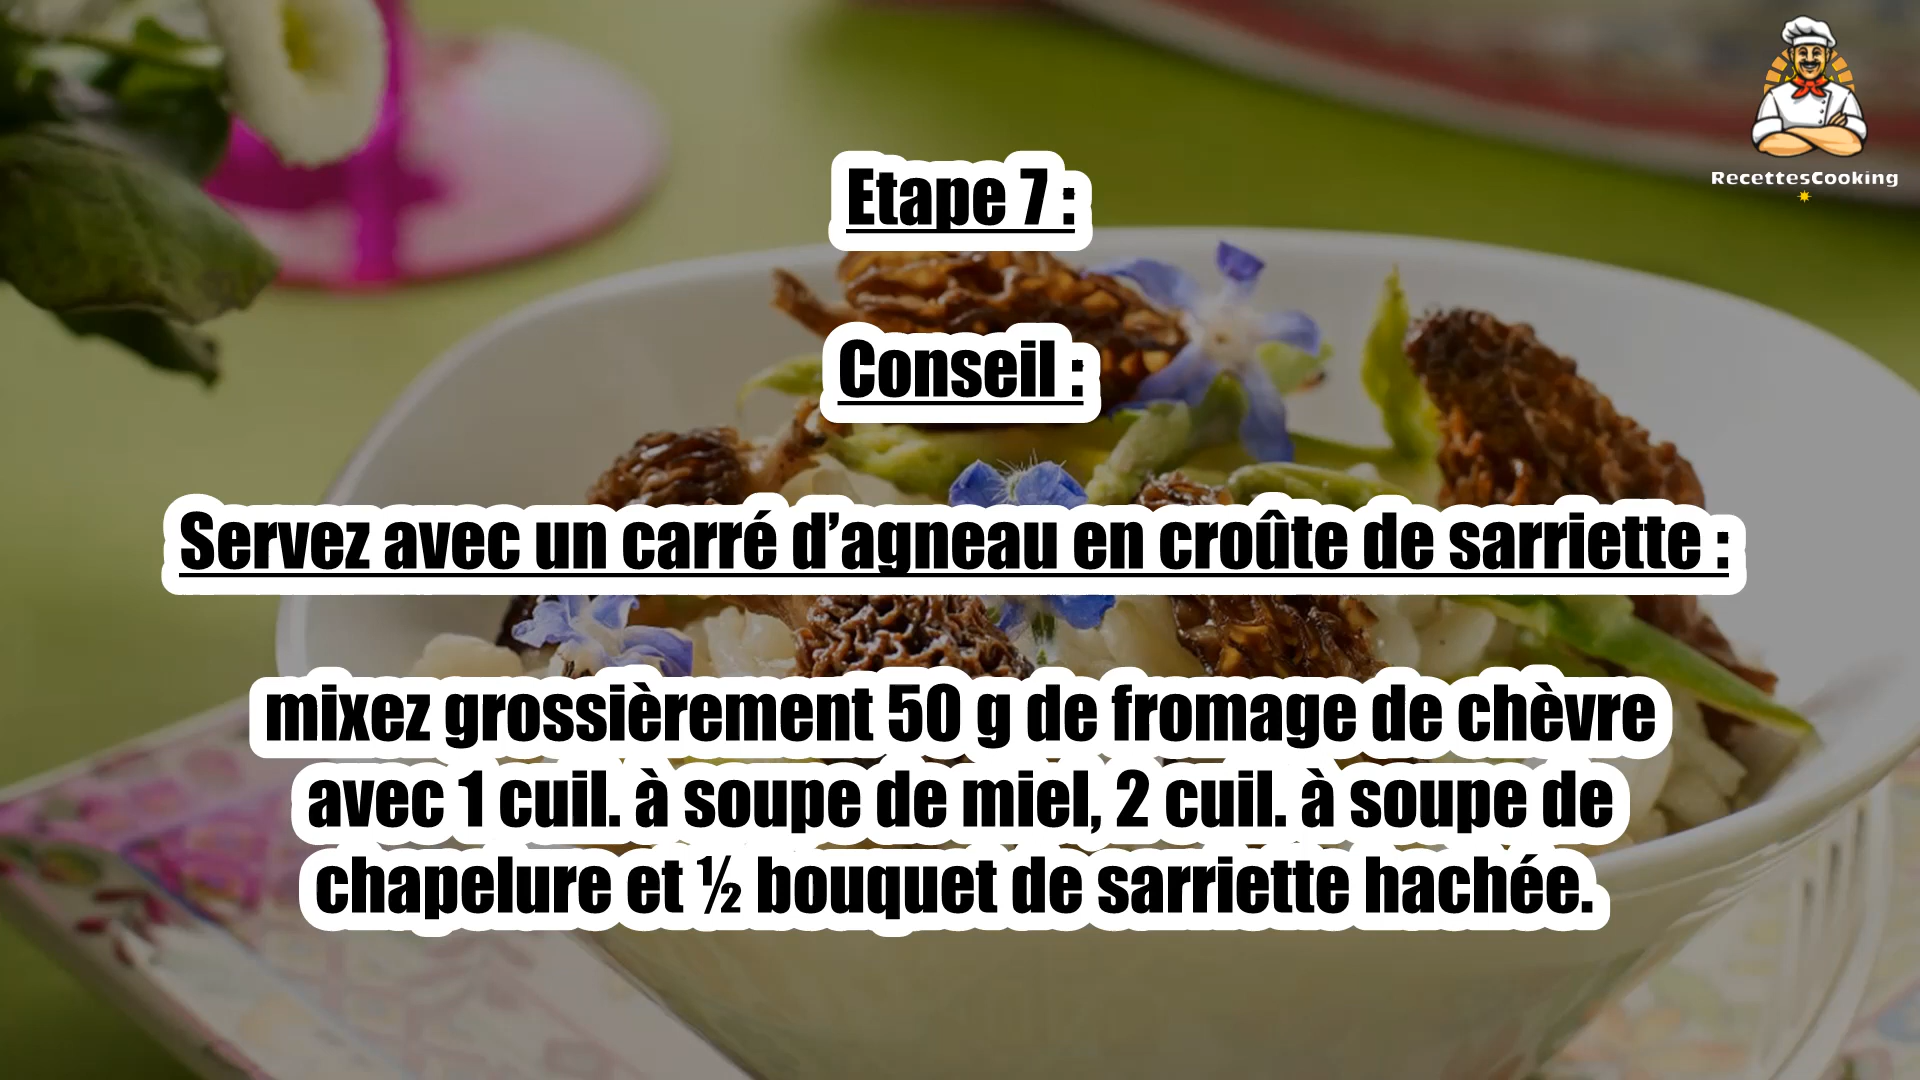 RecettesCooking
Etape 7 :
Conseil :
Servez avec un carré d’agneau en croûte de sarriette :
mixez grossièrement 50 g de fromage de chèvre
avec 1 cuil. à soupe de miel, 2 cuil. à soupe de
chapelure et ½ bouquet de sarriette hachée.